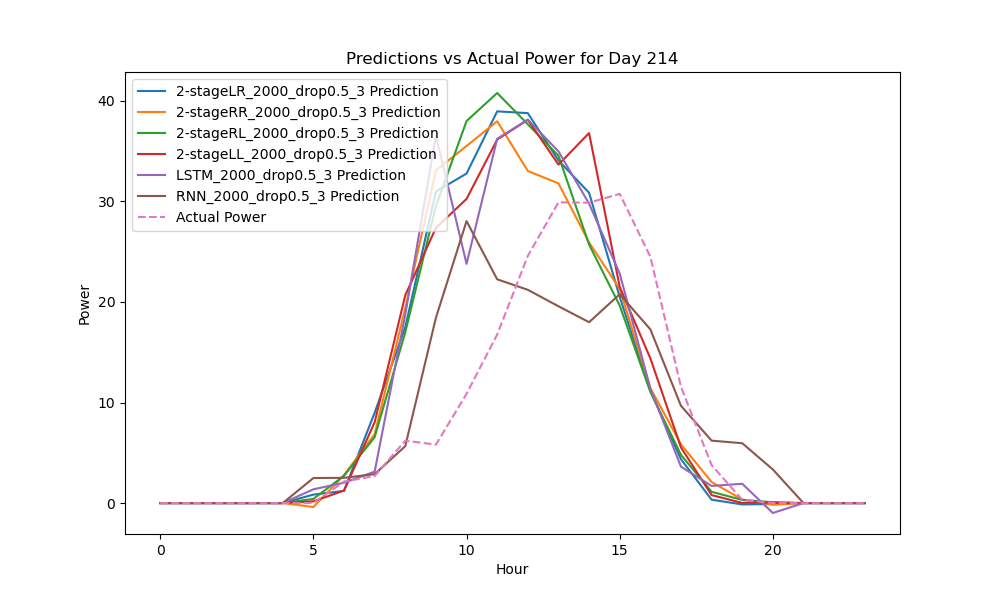 Predictions vs Actual Power for Day 214
2-stageLR_2000_drop0.5_3 Prediction
2-stageRR_2000_drop0.5_3 Prediction
2-stageRL_2000_drop0.5_3 Prediction
2-stageLL_2000_drop0.5_3 Prediction
LSTM_2000_drop0.5_3 Prediction
RNN_2000_drop0.5_3 Prediction
Actual Power
40
30
20
10
0
Power
0 5 10 15 20
Hour